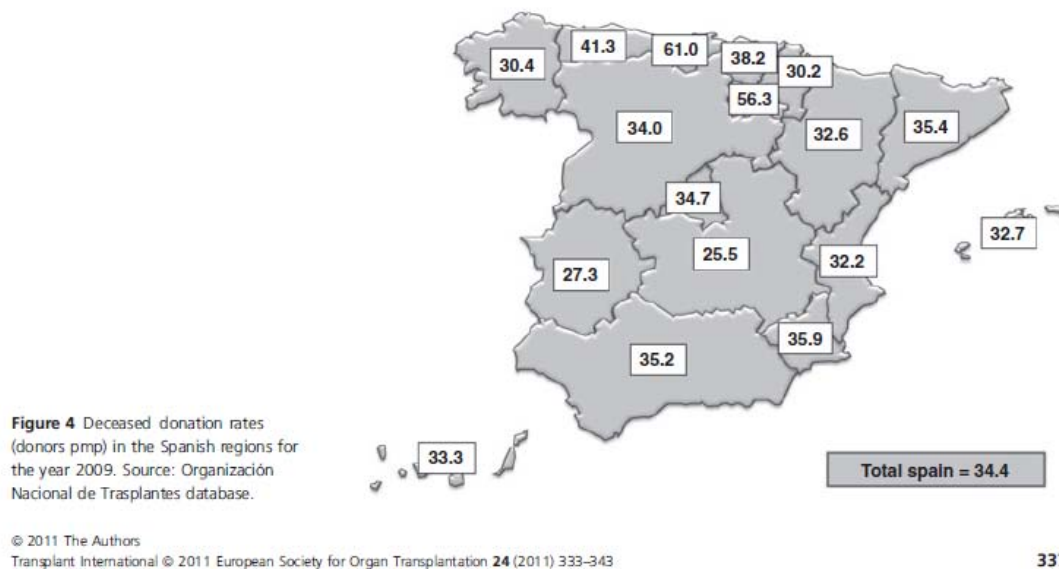 41.3
61.0
38.2
30.4
30.2
56.3
34.0
32.6
35.4
34.7
32.7
25.5
32.2
27.3
35.9
35.2
33.3
Total spain = 34.4
Figure 4 Deceased donation rates
(donors pmp) in the Spanish regions for
the year 2009. Source: Organización
Nacional de Trasplantes database.
© 2011 The Authors
Transplant International © 2011 European Society for Organ Transplantation 24 (2011) 333–343